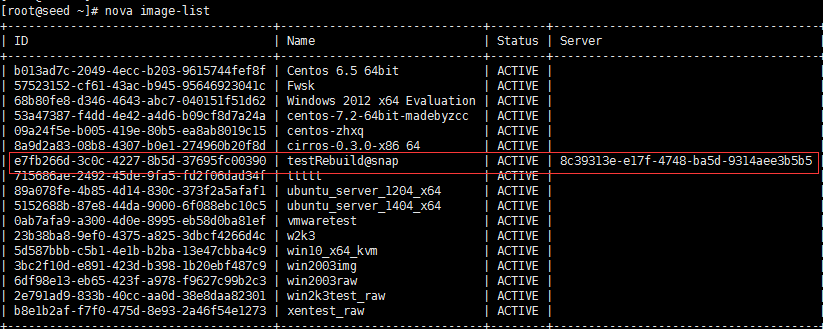 [root@seed ~]# nova image-list
| ID | Name | Status | Server |
| b013ad7c-2049-4ecc-b203-9615744fef8f | Centos 6.5 64bit | ACTIVE | |
| 57523152-cf61-43ac-b945-95646923041c | Fwsk | ACTIVE | |
| 68b80fe8-d346-4643-abc7-040151f51d62 | Windows 2012 x64 Evaluation | ACTIVE | |
| 53a47387-f4dd-4e42-a4d6-b09cf8d7a24a | centos-7.2-64bit-madebyzcc | ACTIVE | |
| 09a24f5e-b005-419e-80b5-ea8ab8019c15 | centos-zhxq | ACTIVE | |
| 8a9d2a83-08b8-4307-b0e1-274960b20f8d | cirros-0.3.0-x86 64 | ACTIVE | |
| e7fb266d-3c0c-4227-8b5d-37695fc00390 | testRebuild@snap | ACTIVE | 8c39313e-e17f-4748-ba5d-9314aee3b5b5 |
| 715686ae-2492-45de-9fa5-fd2f06dad34f | ttttt | ACTIVE | |
| 89a078fe-4b85-4d14-830c-373f2a5afaf1 | ubuntu_server_1204_x64 | ACTIVE | |
| 5152688b-87e8-44da-9000-6f088ebc10c5 | ubuntu_server_1404_x64 | ACTIVE | |
| 0ab7afa9-a300-4d0e-8995-eb58d0ba81ef | vmwaretest | ACTIVE | |
| 23b38ba8-9ef0-4375-a825-3dbcf4266d4c | w2k3 | ACTIVE | |
| 5d587bbb-c5b1-4e1b-b2ba-13e47cbba4c9 | win10_x64_kvm | ACTIVE | |
| 3bc2f10d-e891-423d-b398-1b20ebf487c9 | win2003img | ACTIVE | |
| 6df98e13-eb65-423f-a978-f9627c99b2c3 | win2003raw | ACTIVE | |
| 2e791ad9-833b-40cc-aa0d-38e8daa82301 | win2k3test_raw | ACTIVE | |
| b8e1b2af-f7f0-475d-8e93-2a46f54e1273 | xentest_raw | ACTIVE | |